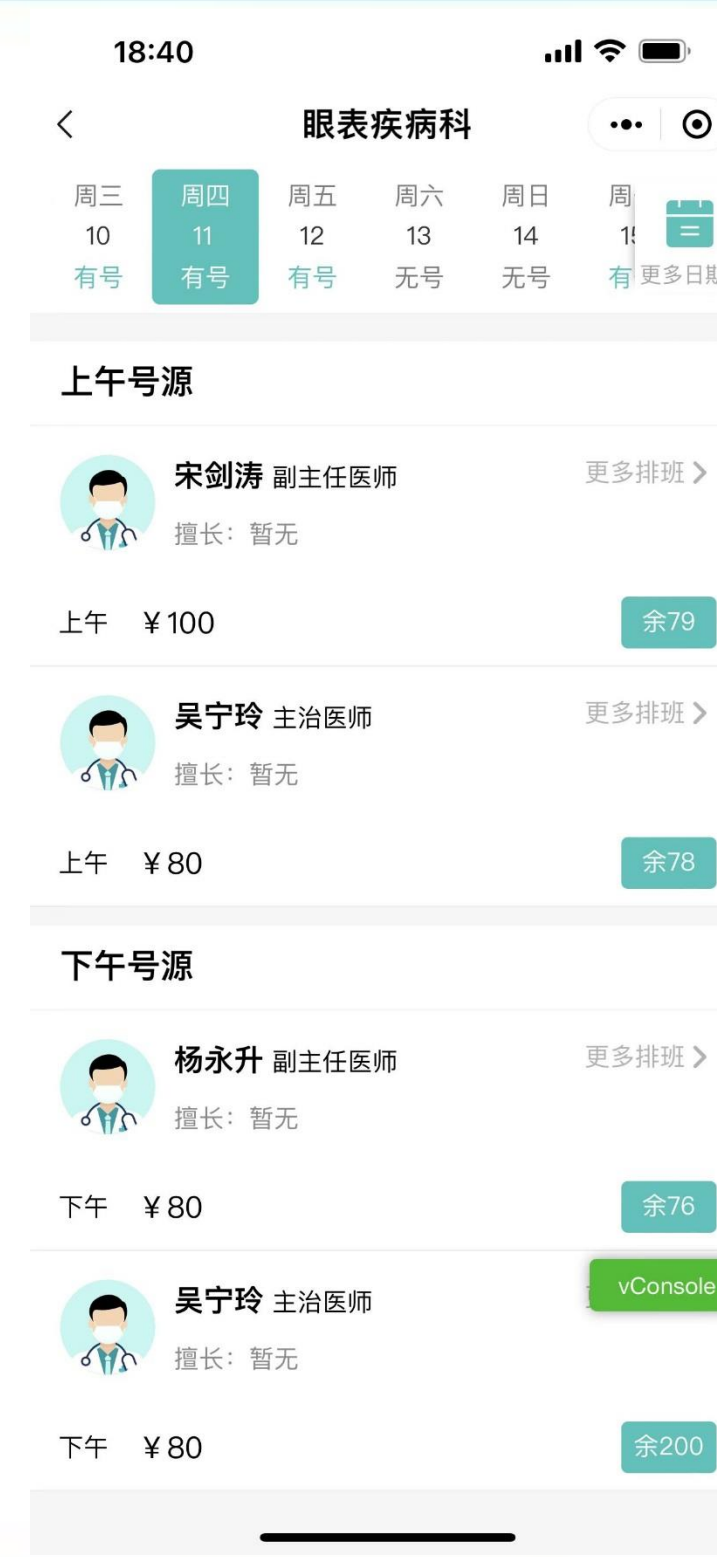 18:40
眼表疾病科
周三 周四 周五 周六 周日 周
10 11 12 13 14
有号 有号 有号 无号 无号 有 更多日期
上午号源
宋剑涛 副主任医师 更多排班
擅长：暂无
上午 ¥100 余79
吴宁玲 主治医师 更多排班
擅长：暂无
上午 ¥80 余78
下午号源
杨永升 副主任医师 更多排班
擅长：暂无
下午 ¥80 余76
vConsole
吴宁玲 主治医师
擅长：暂无
下午 ¥80 余200